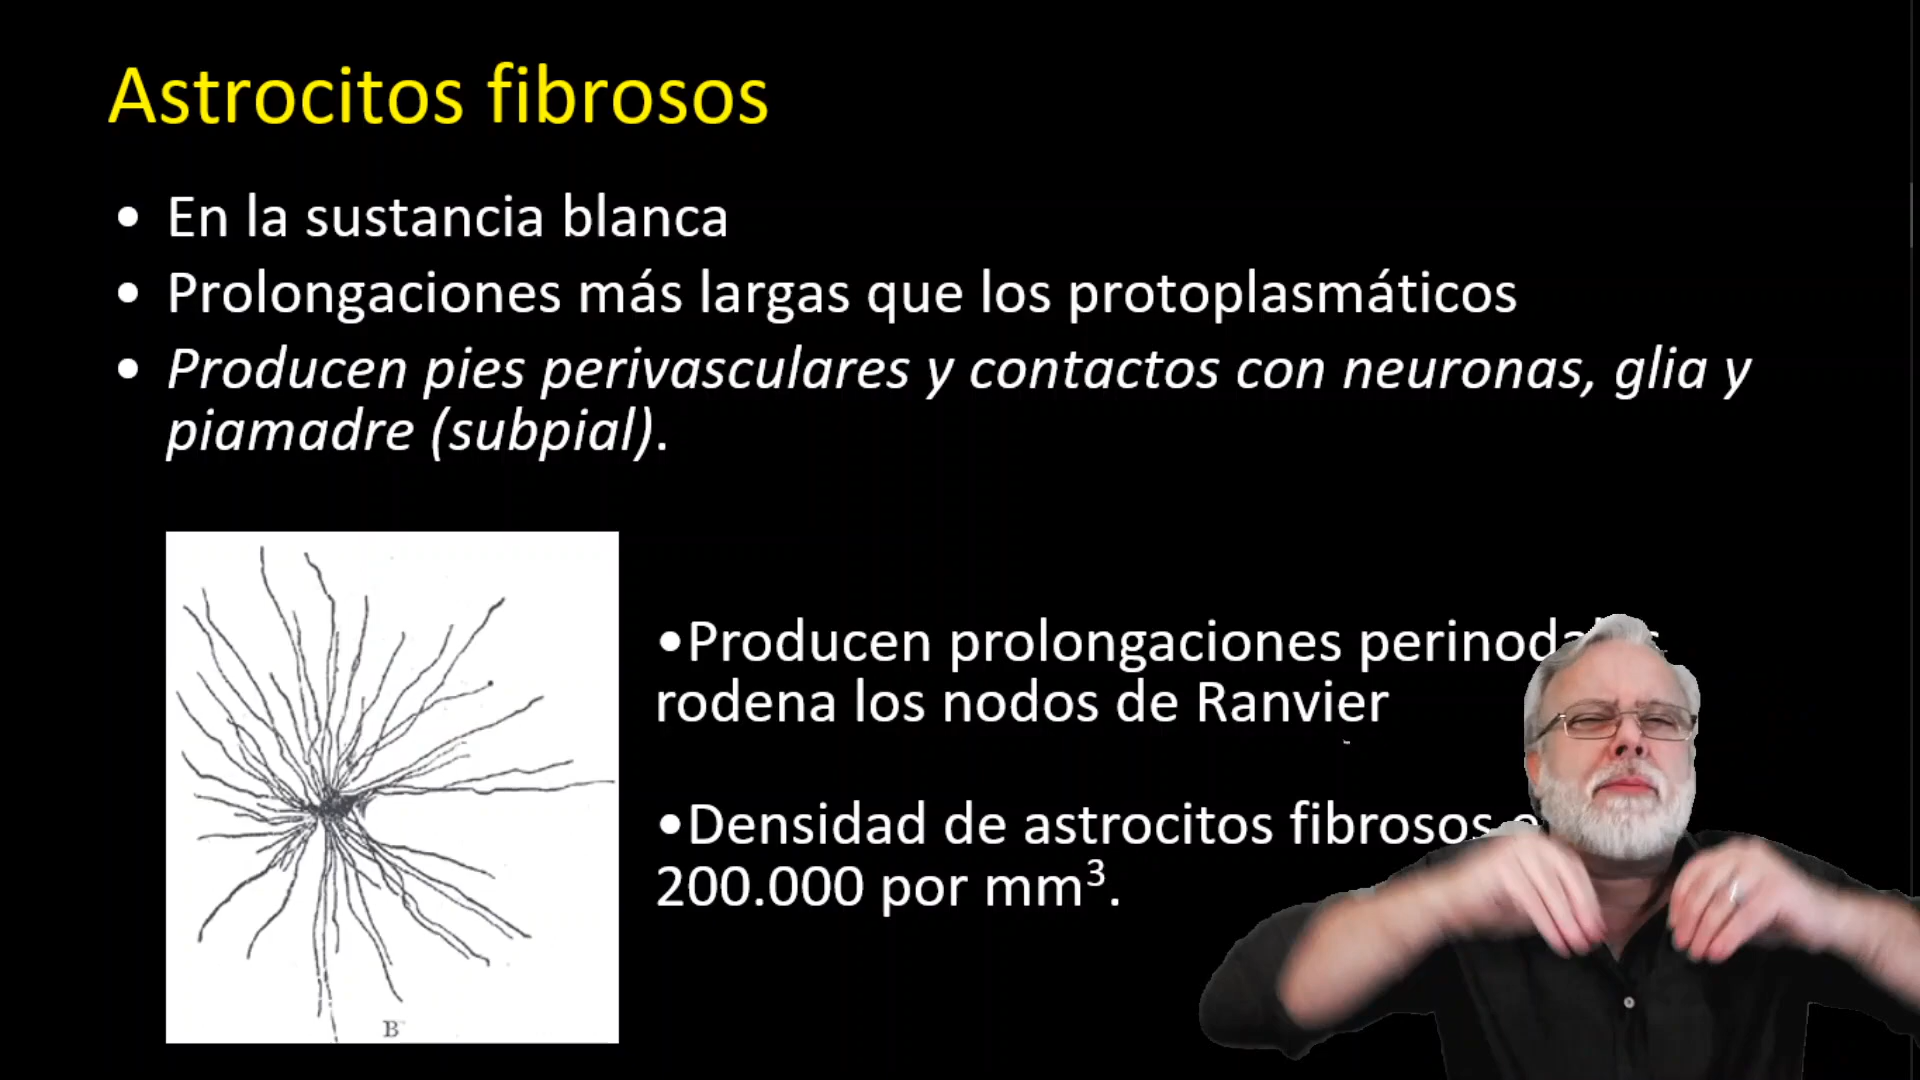 Astrocitos fibrosos
• En la sustancia blanca
• Prolongaciones más largas que los protoplasmáticos
• Producen pies perivasculares y contactos con neuronas, glia y
piamadre (subpial).
•Producen prolongaciones
rodena los nodos de Ranvier
•Densidad de astrocitos fibrosos
200.000 por mm³.
B